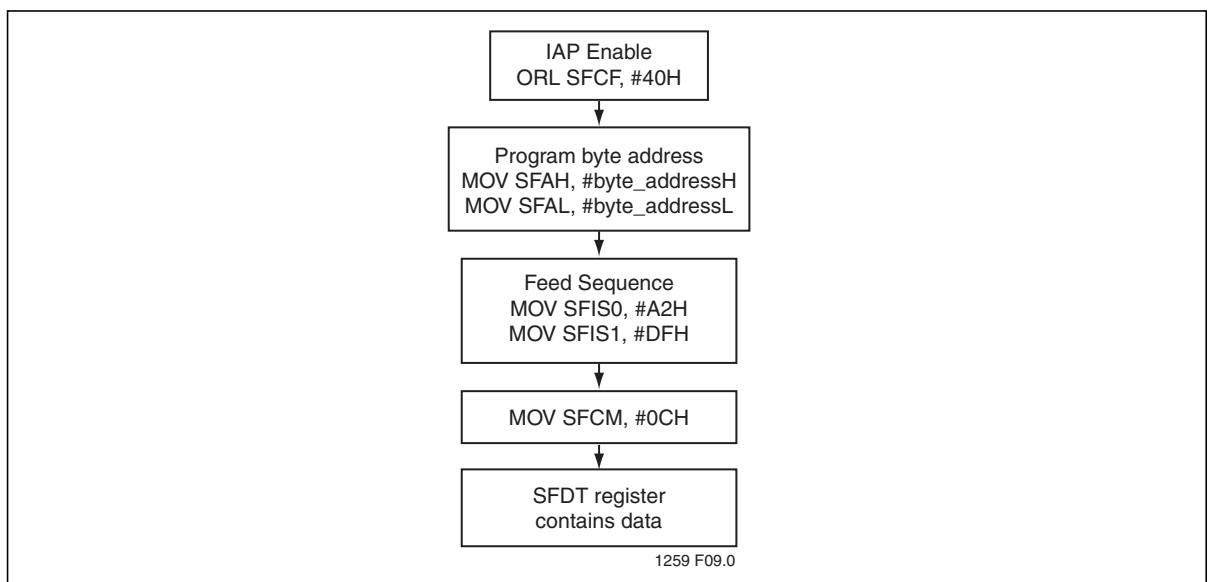 IAP Enable
ORL SFCF, #40H
Program byte address
MOV SFAH, #byte_addressH
MOV SFAL, #byte_addressL
Feed Sequence
MOV SFIS0, #A2H
MOV SFIS1, #DFH
MOV SFCM, #0CH
SFDT register
contains data
1259 F09.0